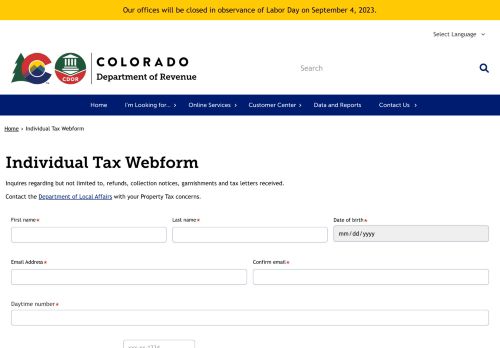 Our offices will be closed in observance of Labor Day on September 4, 2023.
Select Language
CDOR
COLORADO
Department of Revenue
Search
Home
I'm Looking for...
Online Services
Customer Center
Data and Reports
Contact Us
Home › Individual Tax Webform
Individual Tax Webform
Inquires regarding but not limited to, refunds, collection notices, garnishments and tax letters received.
Contact the Department of Local Affairs with your Property Tax concerns.
First name*
Last name*
Date of birth*
mm/dd/yyyy
Email Address*
Confirm email*
Daytime number*